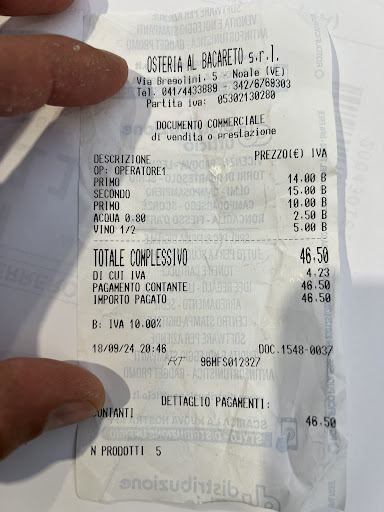 OSTERIA AL BACARETO s.r.l.
Via Bregolini, 5 - Noale (VE)
Tel. 041/4433889 - 342/6769303
Partita iva: 05302130280
DOCUMENTO COMMERCIALE
di vendita o prestazione
DESCRIZIONE PREZZO(€) IVA
OP: OPERATORE1
PRIMO 14.00 B
SECONDO 15.00 B
PRIMO 10.00 B
ACQUA 0.80 2.50 B
VINO 1/2 5.00 B
TOTALE COMPLESSIVO 46.50
DI CUI IVA 4.23
PAGAMENTO CONTANTE 46.50
IMPORTO PAGATO 46.50
B: IVA 10.00%
18/09/24 20:46 DOC.1548-0037
RT 96MFS012827
DETTAGLIO PAGAMENTI:
CONTANTI 46.50
N PRODOTTI 5